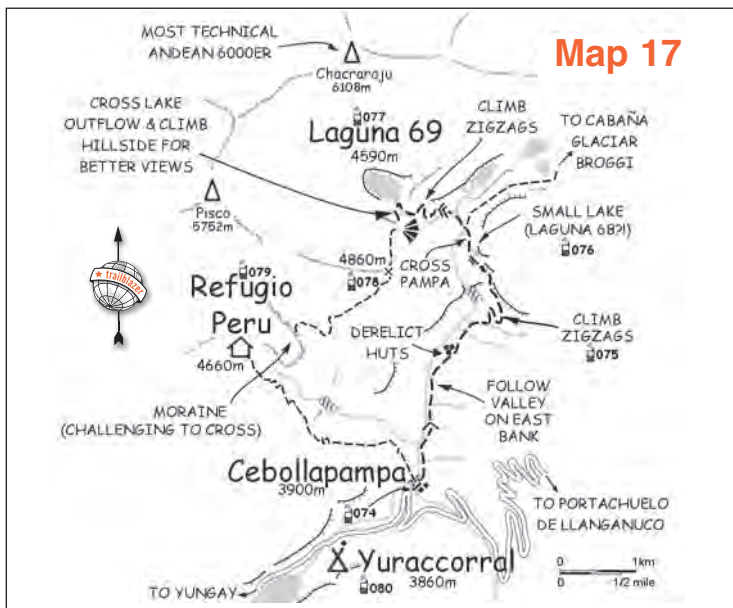 Map 17
MOST TECHNICAL
ANDEAN 6000ER
Chacraraju
6108m
CROSS LAKE
OUTFLOW & CLIMB
HILLSIDE FOR
BETTER VIEWS
077
Laguna 69
4590m
CLIMB
ZIGZAGS
TO CABAÑA
GLACIAR
BROGGI
Pisco
5752m
SMALL LAKE
(LAGUNA 68?!)
076
4860m
078
CROSS
PAMPA
trailblazer
079
Refugio
Peru
4660m
DERELICT
HUTS
CLIMB
ZIGZAGS
075
MORAINE
(CHALLENGING TO CROSS)
FOLLOW
VALLEY
ON EAST
BANK
Cebollapampa
3900m
074
TO PORTACHUELO
DE LLANGANUCO
Yuraccorral
3860m
080
TO YUNGAY
0 1km
0 1/2 mile